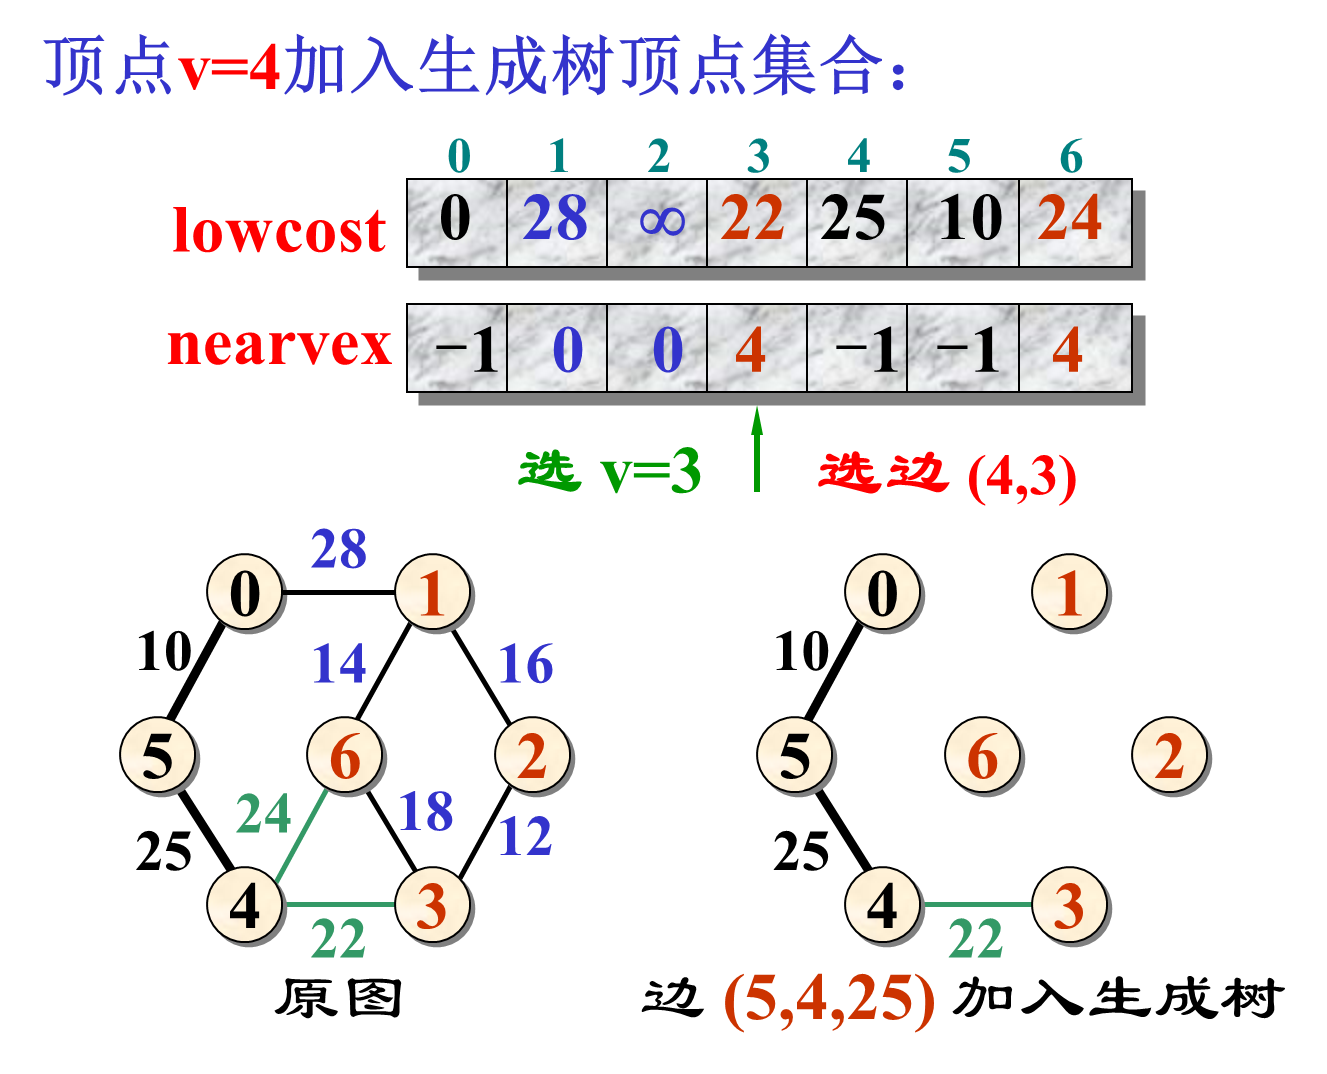 顶点v=4加入生成树顶点集合：
0 1 2 3 4 5 6
lowcost 0 28 ∞ 22 25 10 24
nearvex −1 0 0 4 −1 −1 4
选 v=3 选边 (4,3)
28
0 1 0 1
10 14 16 10
5 6 2 5 6 2
24 18 12
25 25
4 3 4 3
22 22
原图 边 (5,4,25) 加入生成树